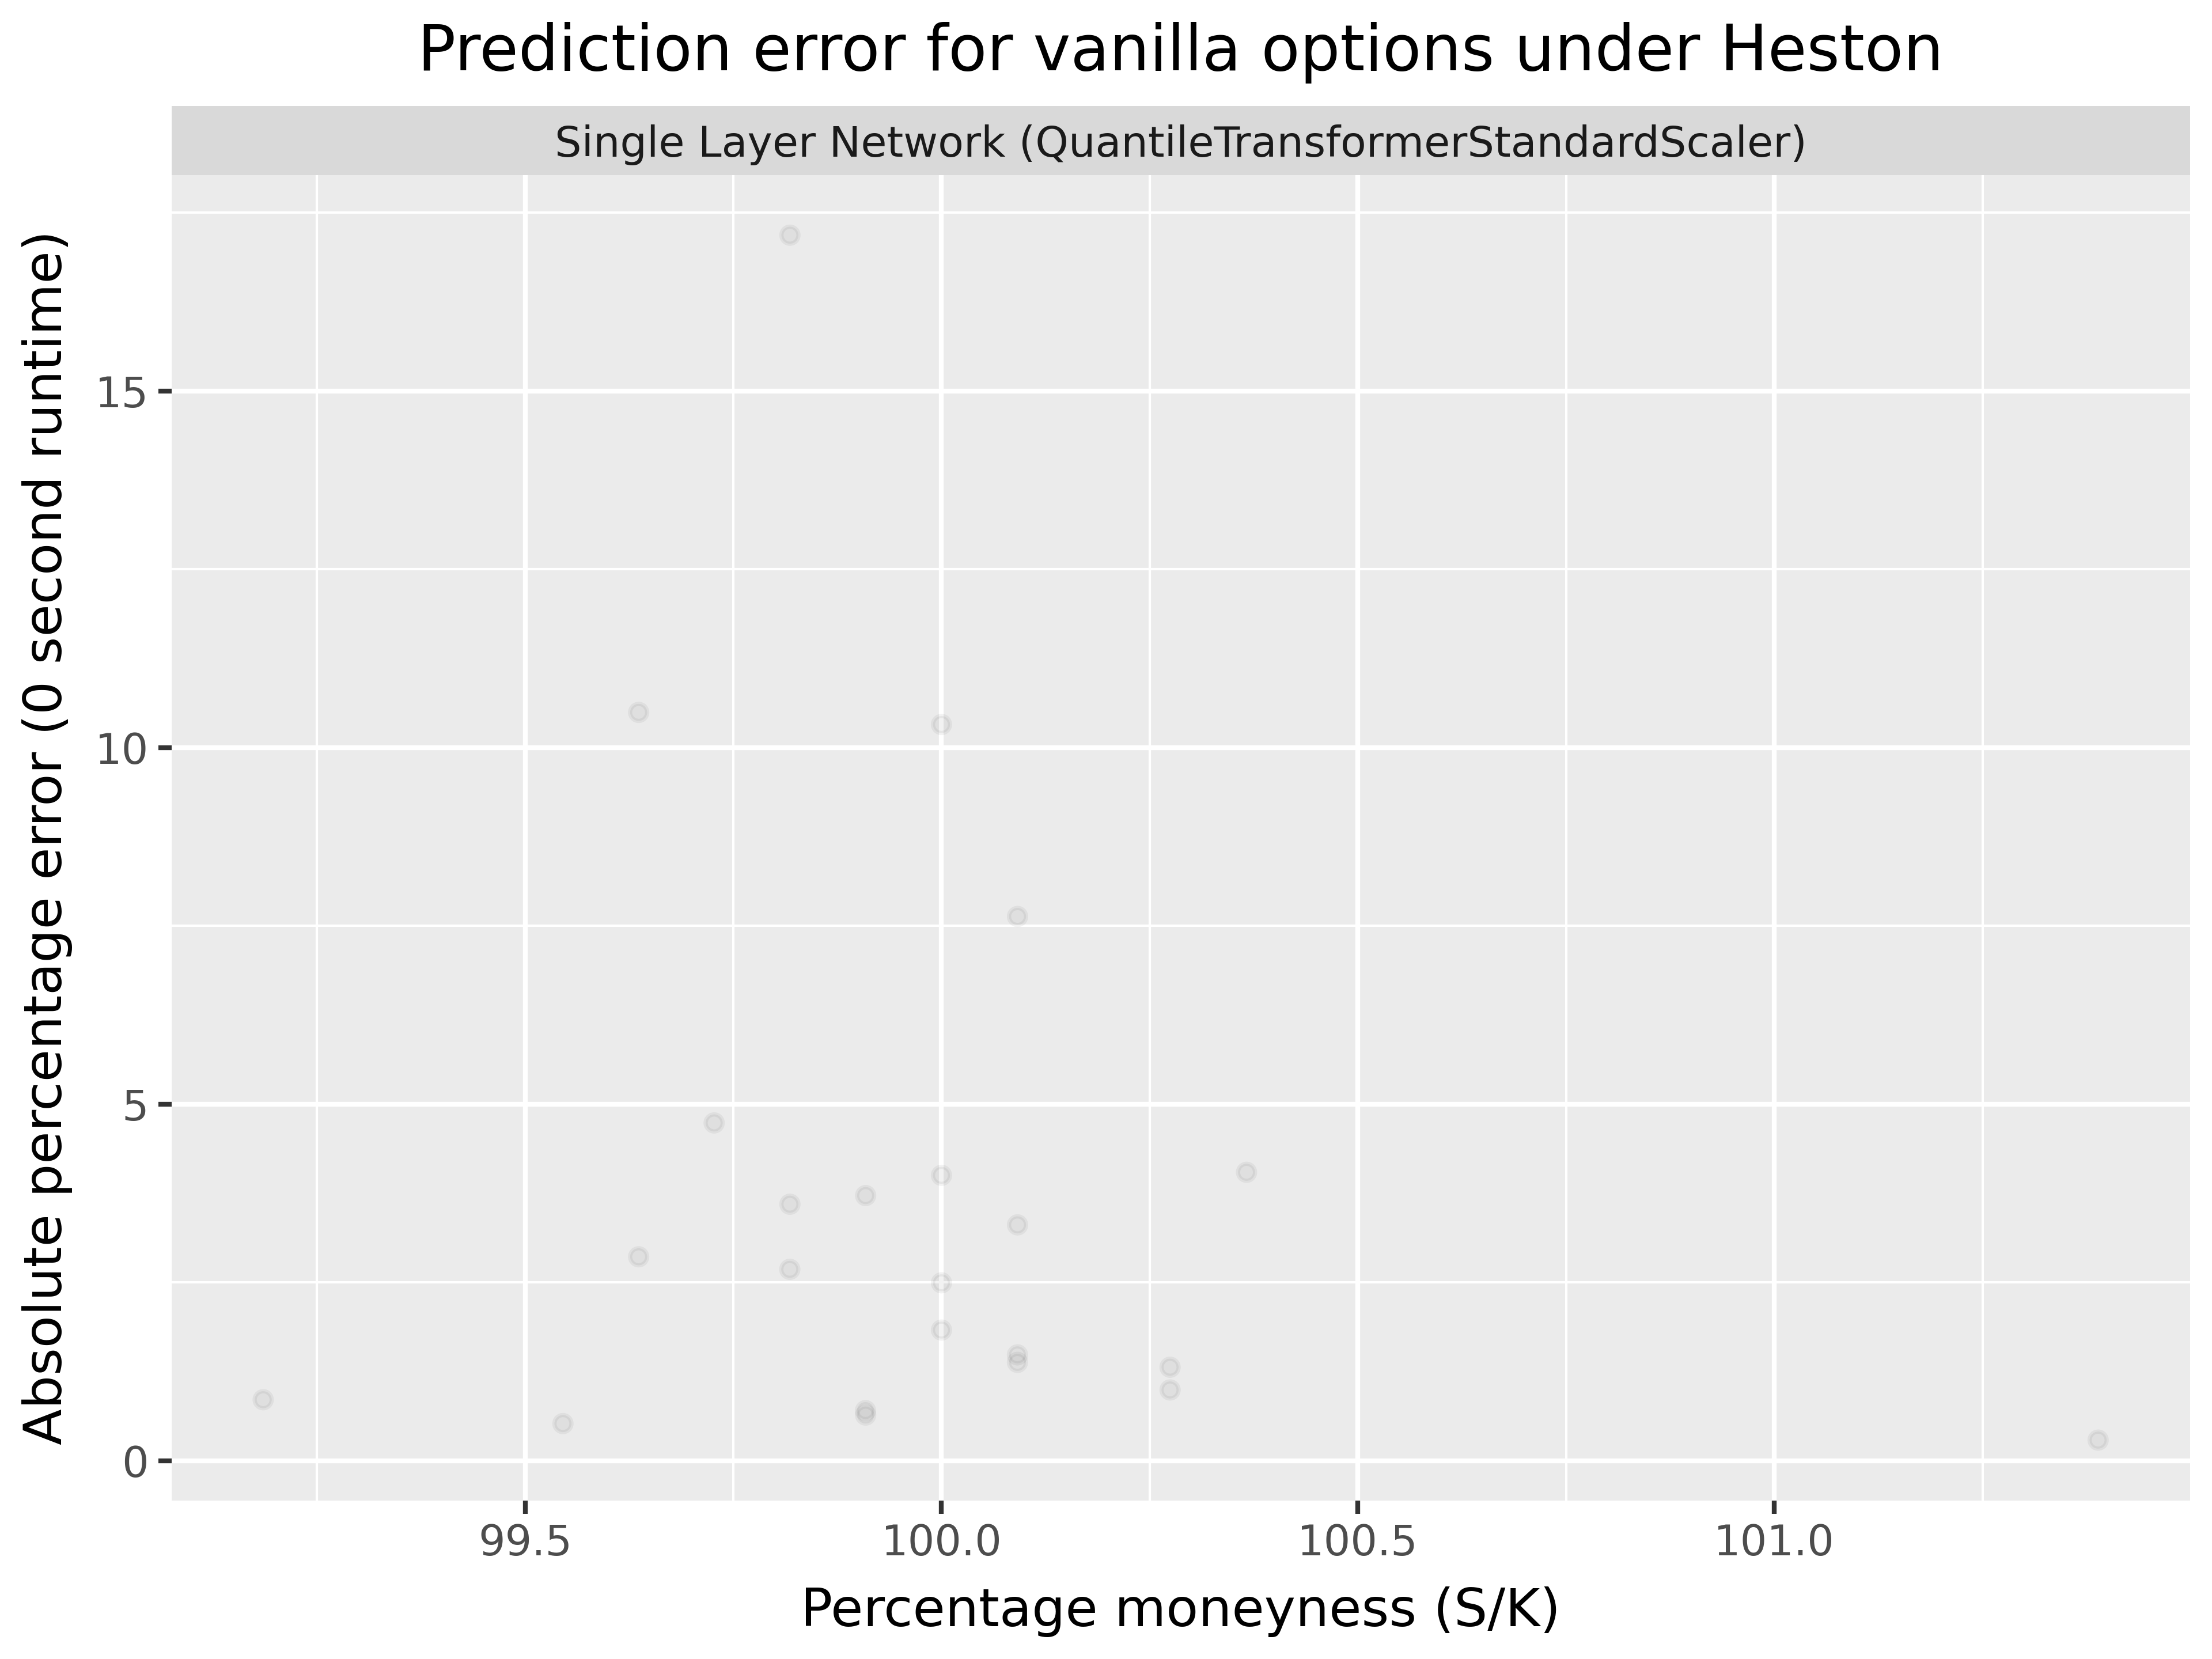 Prediction error for vanilla options under Heston
Single Layer Network (QuantileTransformerStandardScaler)
Absolute percentage error (0 second runtime)
15
10
5
0
99.5
100.0
100.5
101.0
Percentage moneyness (S/K)